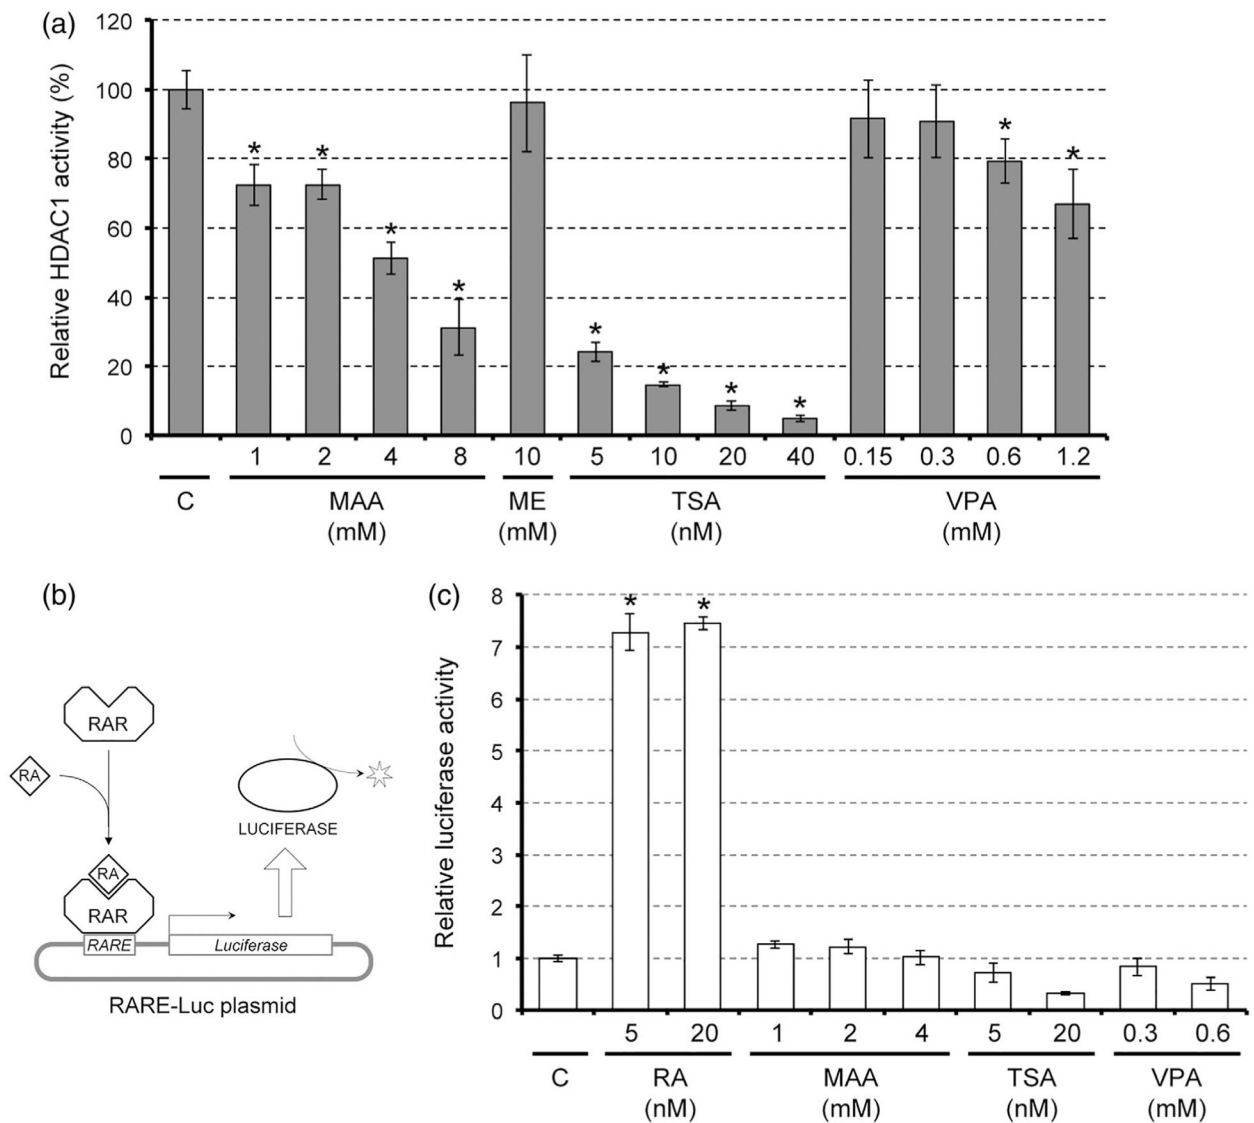 (a)
Relative HDAC1 activity (%)
120
100
80
60
40
20
0
* * * * * * * * * *
1 2 4 8 10 5 10 20 40 0.15 0.3 0.6 1.2
C MAA ME TSA VPA
(mM) (mM) (nM) (mM)
(b)
RAR
RA
RA
RAR
RARE
Luciferase
LUCIFERASE
RARE-Luc plasmid
(c)
Relative luciferase activity
8
7
6
5
4
3
2
1
0
* *
5 20 1 2 4 5 20 0.3 0.6
C RA MAA TSA VPA
(nM) (mM) (nM) (mM)